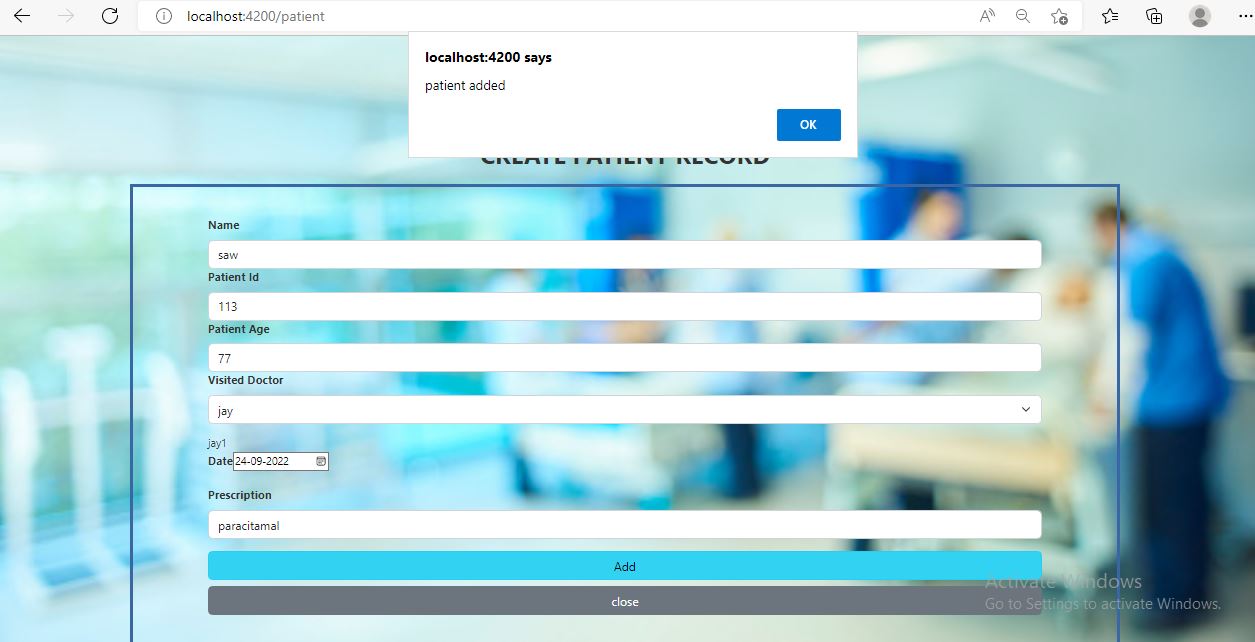 localhost:4200/patient
localhost:4200 says
patient added
OK
CREATE PATIENT RECORD
Name
saw
Patient Id
113
Patient Age
77
Visited Doctor
jay
jay1
Date 24-09-2022
Prescription
paracitamal
Add
close
Activate Windows
Go to Settings to activate Windows.